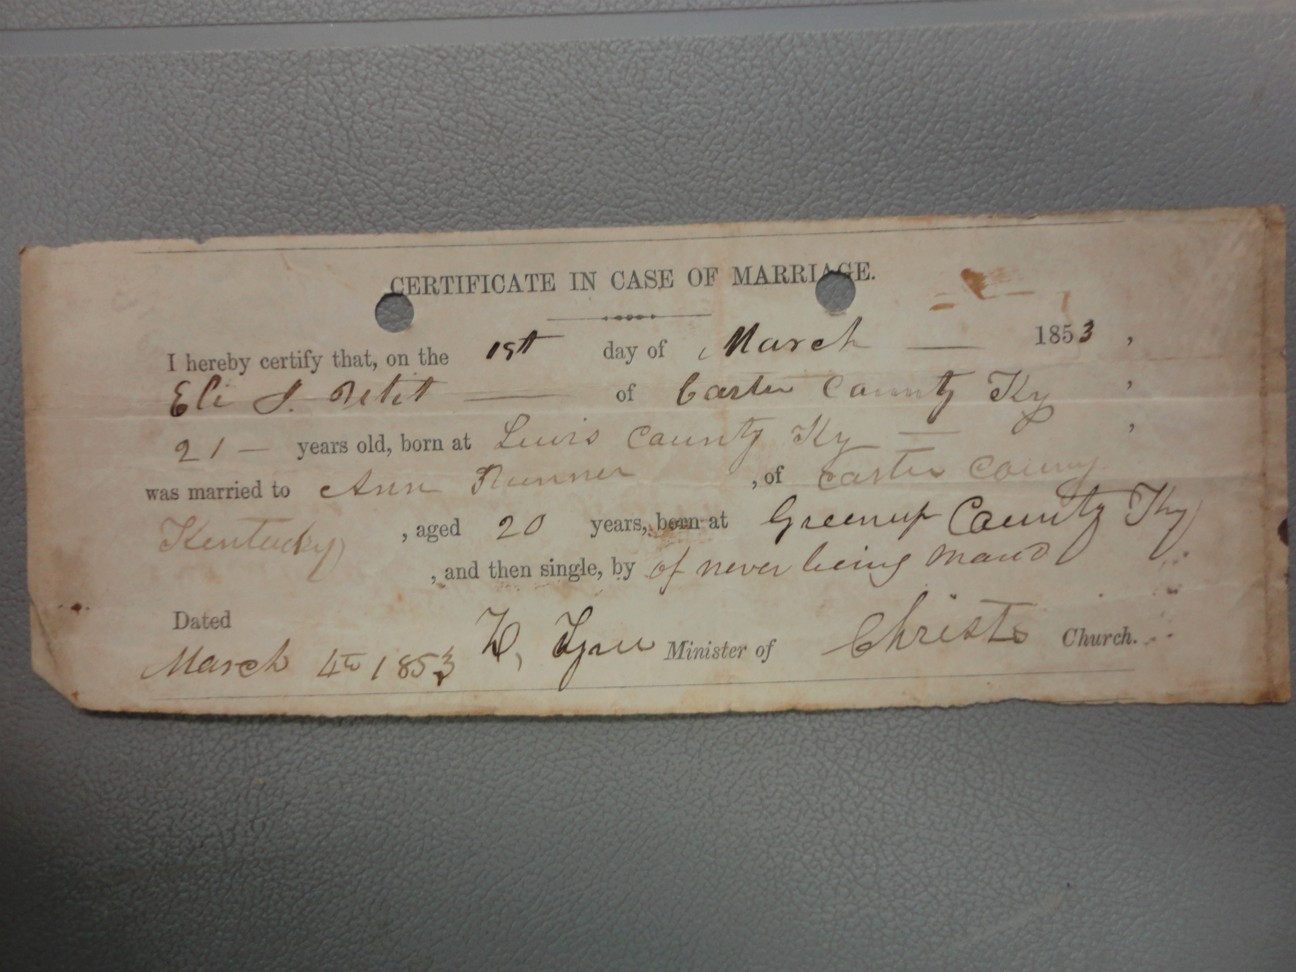 CERTIFICATE IN CASE OF MARRIAGE.
I hereby certify that, on the 1st day of March 1853,
Eli J. Petit of Carter County Ky,
21 years old, born at Lewis County Ky,
was married to Ann Runner, of Carter County
Kentucky, aged 20 years, born at Greenup County Ky
, and then single, by of never being
Dated
March 4th 1853 Minister of Christs Church.